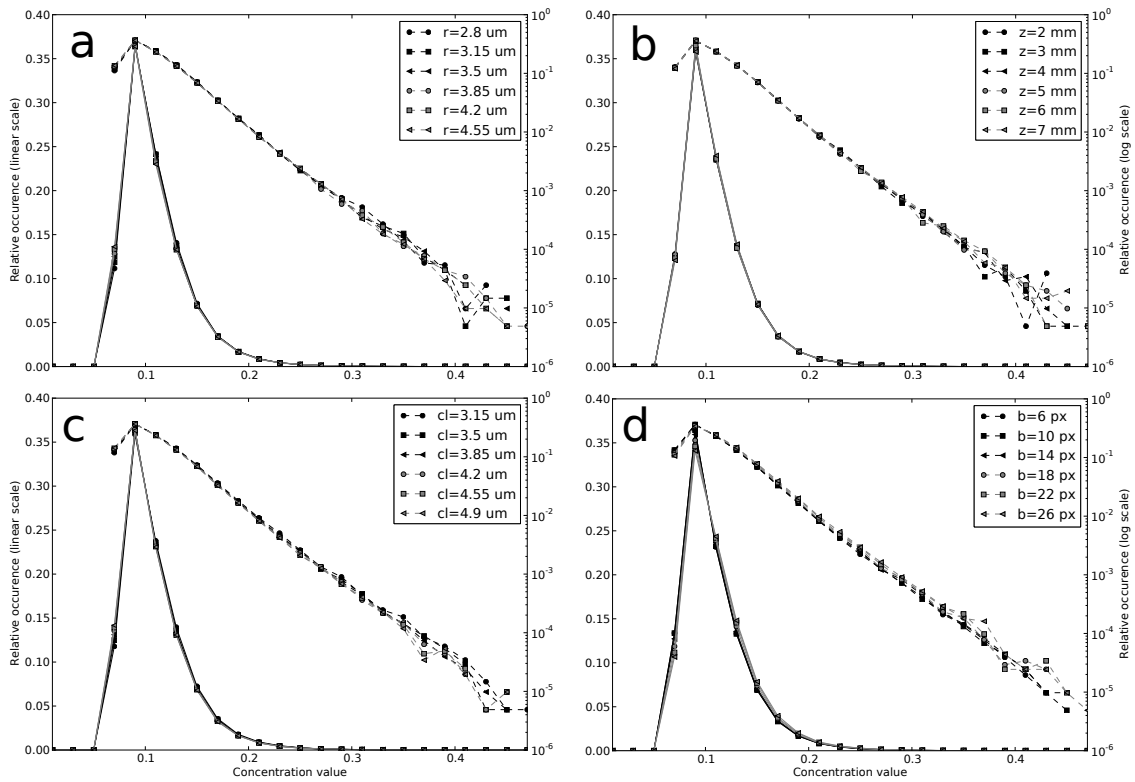 a
r=2.8 um
r=3.15 um
r=3.5 um
r=3.85 um
r=4.2 um
r=4.55 um
Relative occurence (linear scale)
0.40
0.35
0.30
0.25
0.20
0.15
0.10
0.05
0.00
0.1
0.2
0.3
0.4
10^0
10^-1
10^-2
10^-3
10^-4
10^-5
10^-6
b
z=2 mm
z=3 mm
z=4 mm
z=5 mm
z=6 mm
z=7 mm
0.40
0.35
0.30
0.25
0.20
0.15
0.10
0.05
0.00
0.1
0.2
0.3
0.4
10^0
10^-1
10^-2
10^-3
10^-4
10^-5
10^-6
Relative occurence (log scale)
c
cl=3.15 um
cl=3.5 um
cl=3.85 um
cl=4.2 um
cl=4.55 um
cl=4.9 um
Relative occurence (linear scale)
0.40
0.35
0.30
0.25
0.20
0.15
0.10
0.05
0.00
0.1
0.2
0.3
0.4
Concentration value
10^0
10^-1
10^-2
10^-3
10^-4
10^-5
10^-6
d
b=6 px
b=10 px
b=14 px
b=18 px
b=22 px
b=26 px
0.40
0.35
0.30
0.25
0.20
0.15
0.10
0.05
0.00
0.1
0.2
0.3
0.4
Concentration value
10^0
10^-1
10^-2
10^-3
10^-4
10^-5
10^-6
Relative occurence (log scale)